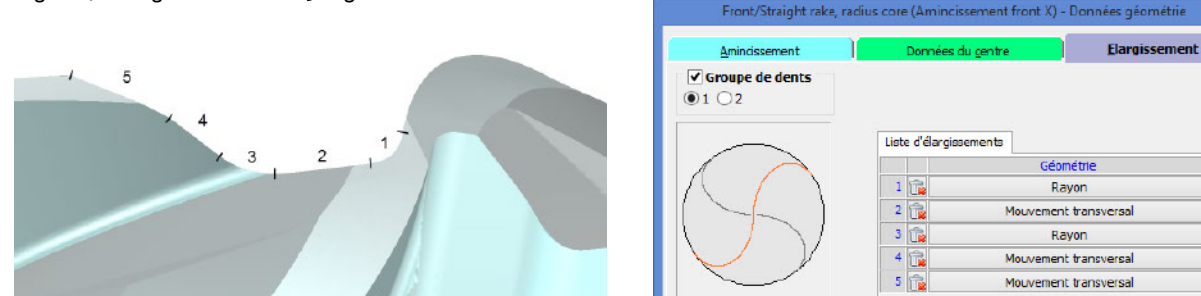 Front/Straight rake, radius core (Amincissement front X) - Données géométrie
Amincissement
Données du centre
Elargissement
Groupe de dents
1 2
Liste d'élargissements
Géométrie
1 Rayon
2 Mouvement transversal
3 Rayon
4 Mouvement transversal
5 Mouvement transversal
5
4
3
2
1